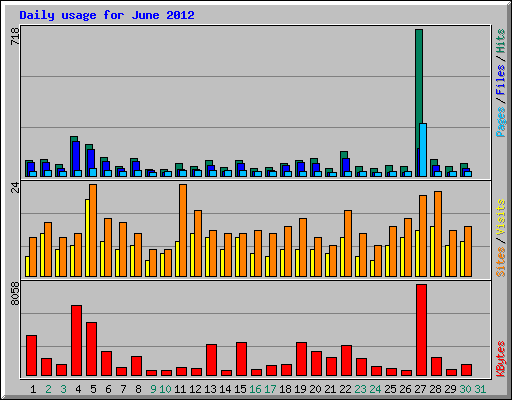 Daily usage for June 2012
718
Pages / Files / Hits
24
Sites / Visits
8058
KBytes
1 2 3 4 5 6 7 8 9 10 11 12 13 14 15 16 17 18 19 20 21 22 23 24 25 26 27 28 29 30 31